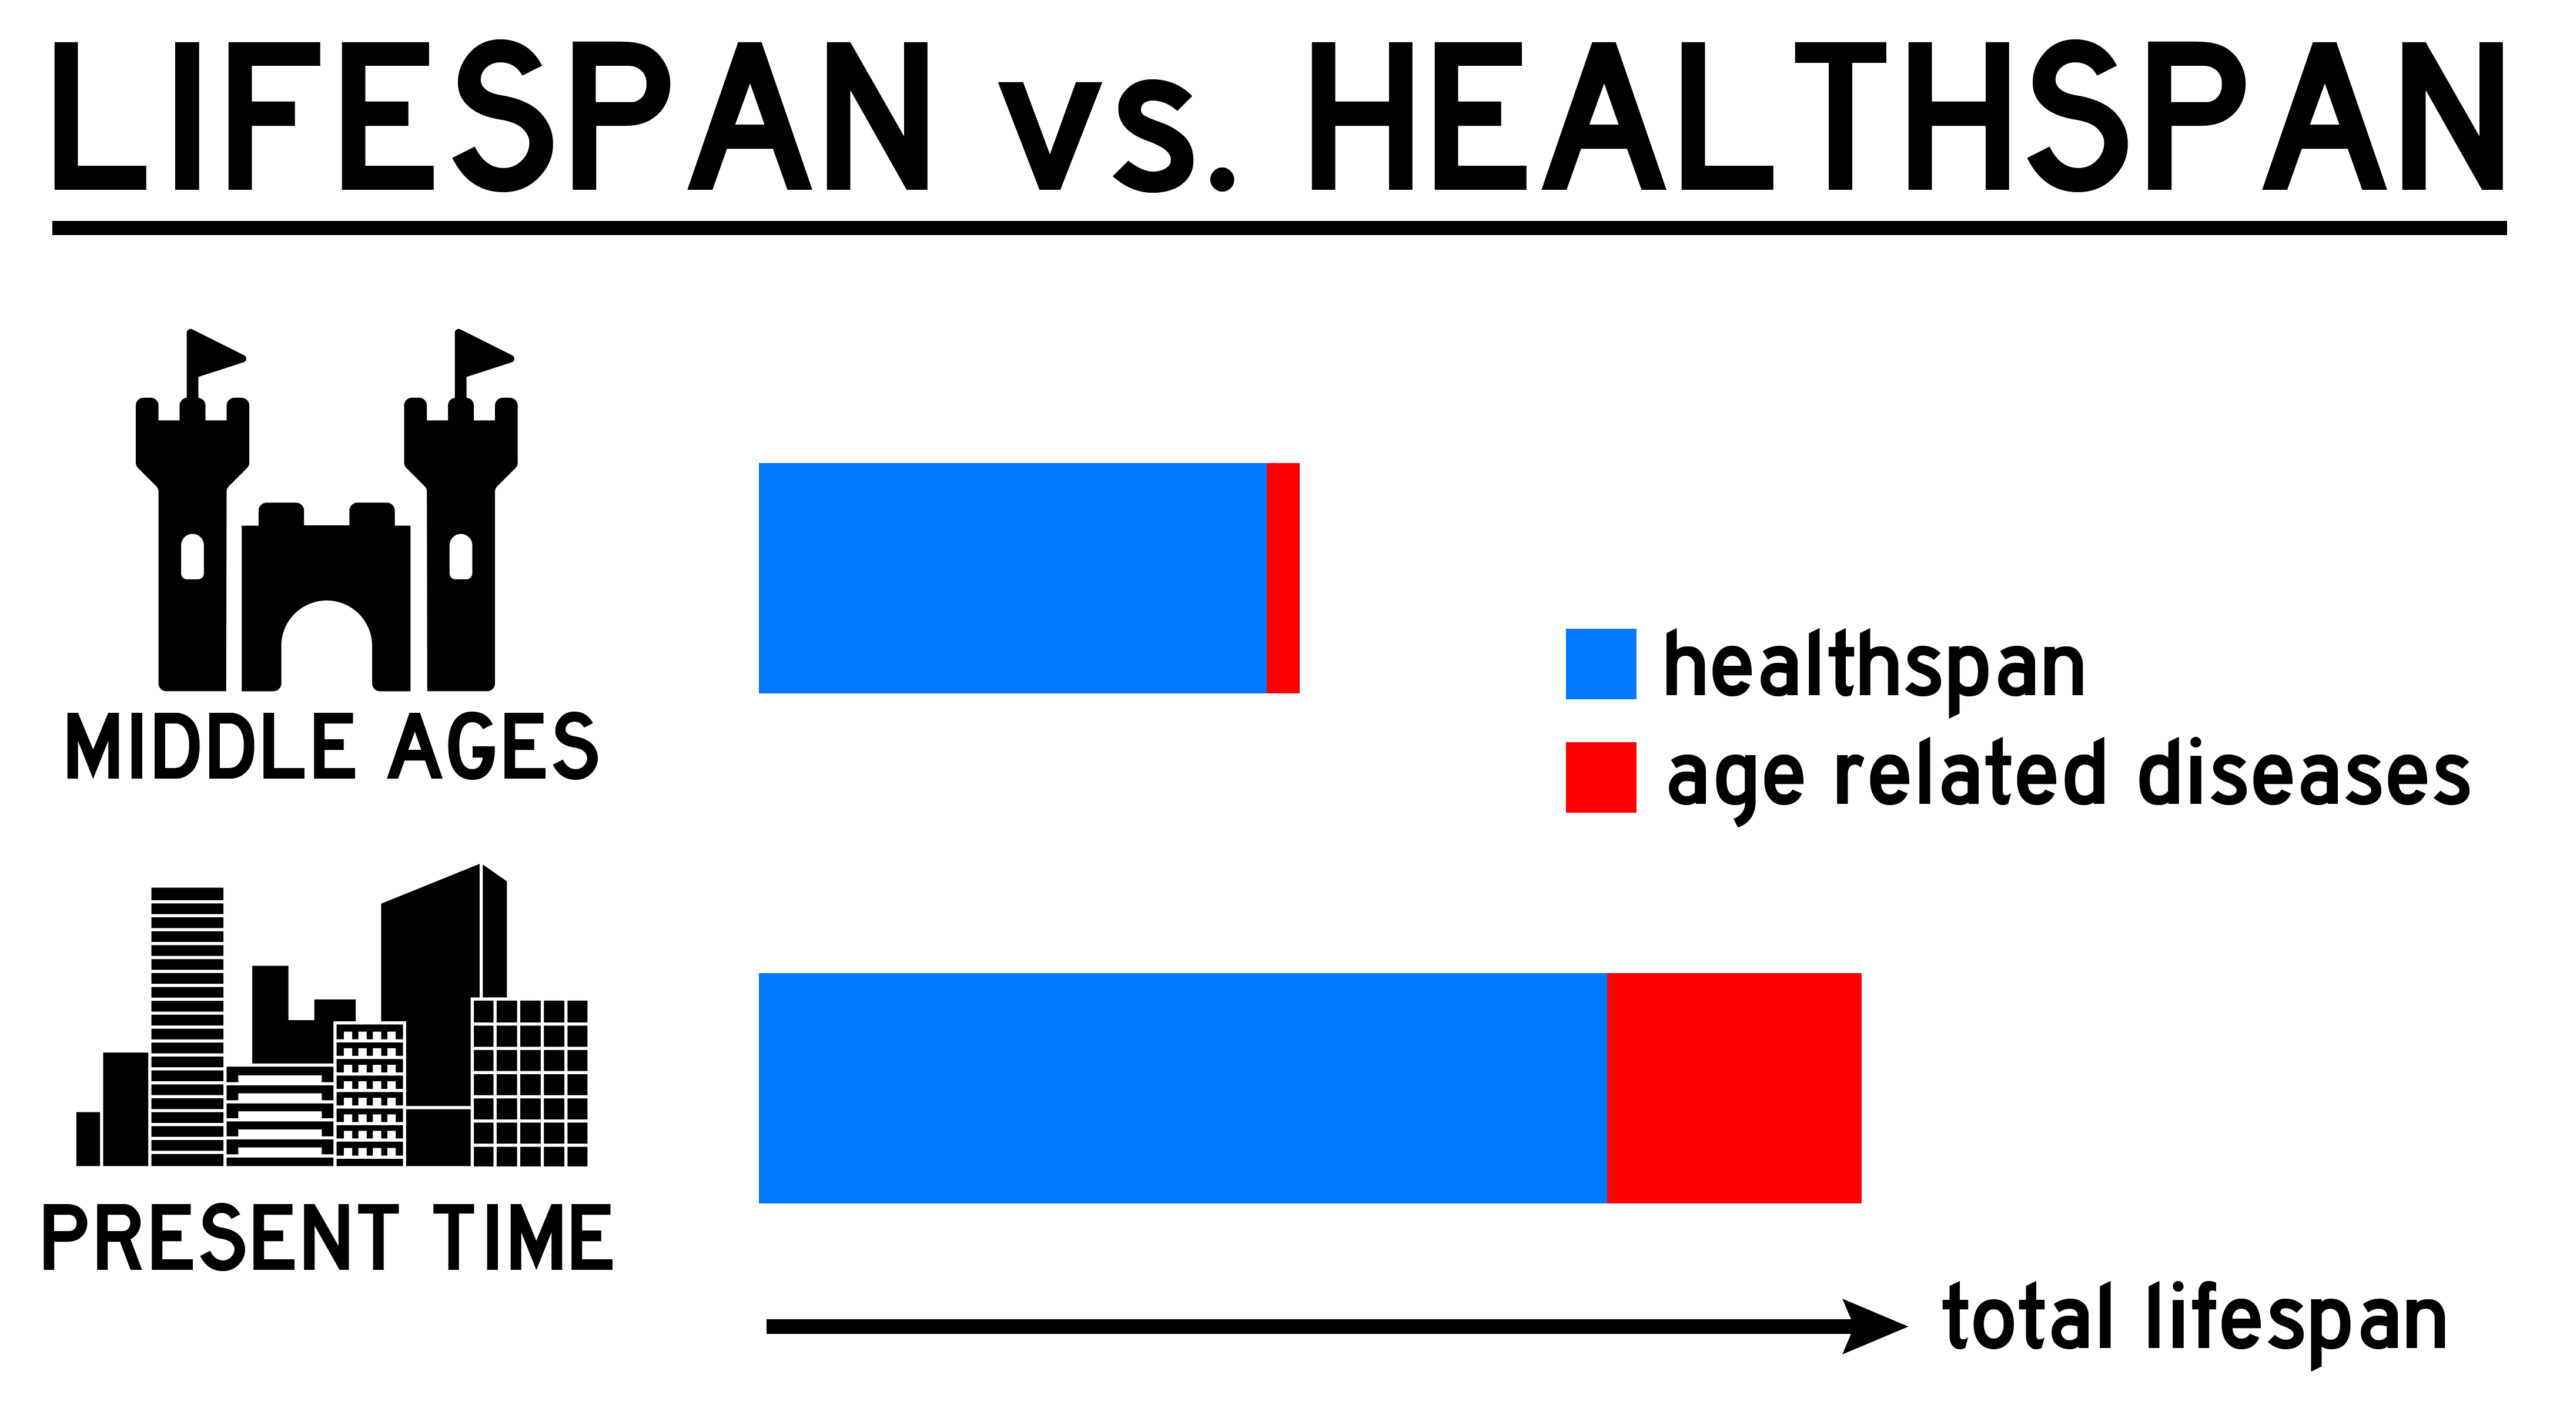 LIFESPAN vs. HEALTHSPAN
MIDDLE AGES
healthspan
age related diseases
PRESENT TIME
total lifespan